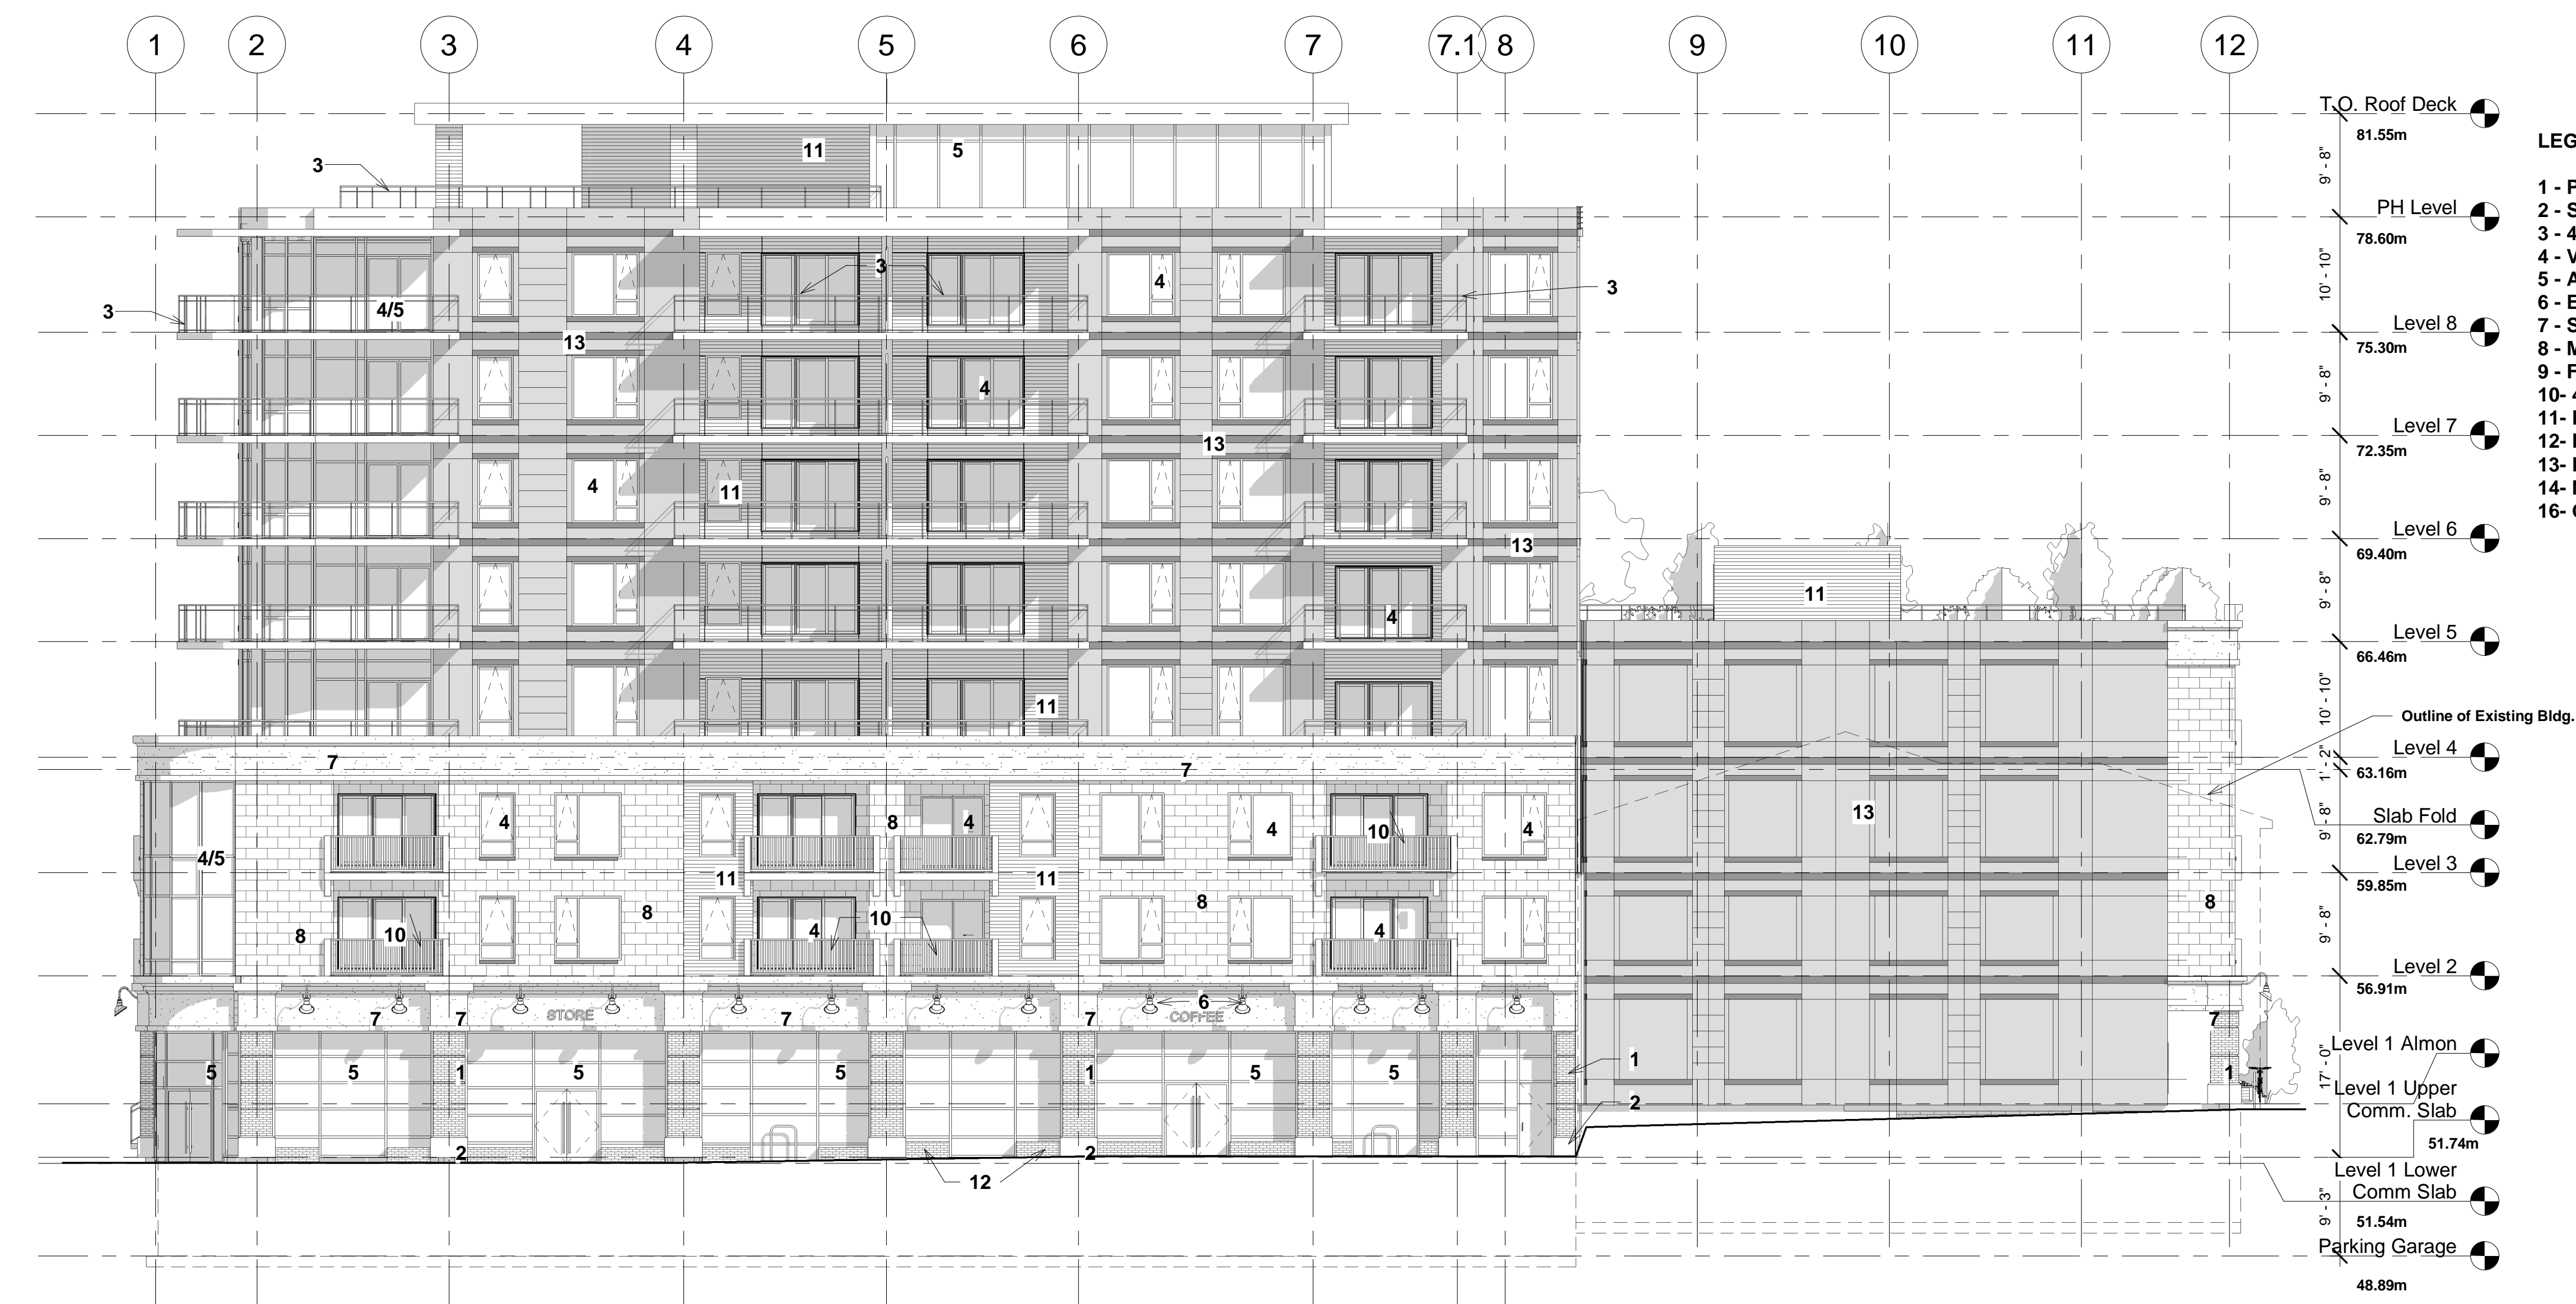 1 2 3 4 5 6 7 7.1 8 9 10 11 12
T.O. Roof Deck
81.55m
9' - 8"
PH Level
78.60m
10' - 10"
Level 8
75.30m
9' - 8"
Level 7
72.35m
9' - 8"
Level 6
69.40m
9' - 8"
Level 5
66.46m
10' - 10"
Outline of Existing Bldg.
Level 4
63.16m
1' - 2"
Slab Fold
62.79m
9' - 8"
Level 3
59.85m
9' - 8"
Level 2
56.91m
Level 1 Almon
17' - 0"
Level 1 Upper
Comm. Slab
51.74m
Level 1 Lower
Comm Slab
51.54m
9' - 3"
Parking Garage
48.89m
LEG
1 - P
2 - S
3 - 4
4 - V
5 - A
6 - E
7 - S
8 - M
9 - F
10- 4
11-
12-
13-
14-
16-
11 5
3
3 4
3 4/5 3
13
4
13
4 11
13
11
4
11
7 7
4 8 4 4 10 4 13
4/5
11 11
8 8 8
10
8 10 4 4
6
7 7 STORE 7 7 COFFEE 7
1
5 5 1 5 5 1 5 5 1
2
2 2
12